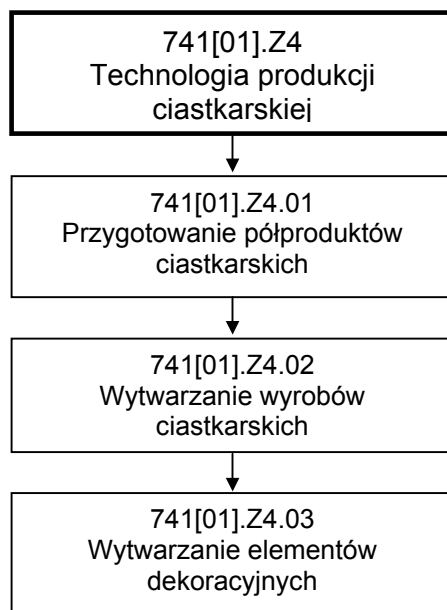 741[01].Z4
Technologia produkcji
ciastkarskiej
741[01].Z4.01
Przygotowanie półproduktów
ciastkarskich
741[01].Z4.02
Wytwarzanie wyrobów
ciastkarskich
741[01].Z4.03
Wytwarzanie elementów
dekoracyjnych